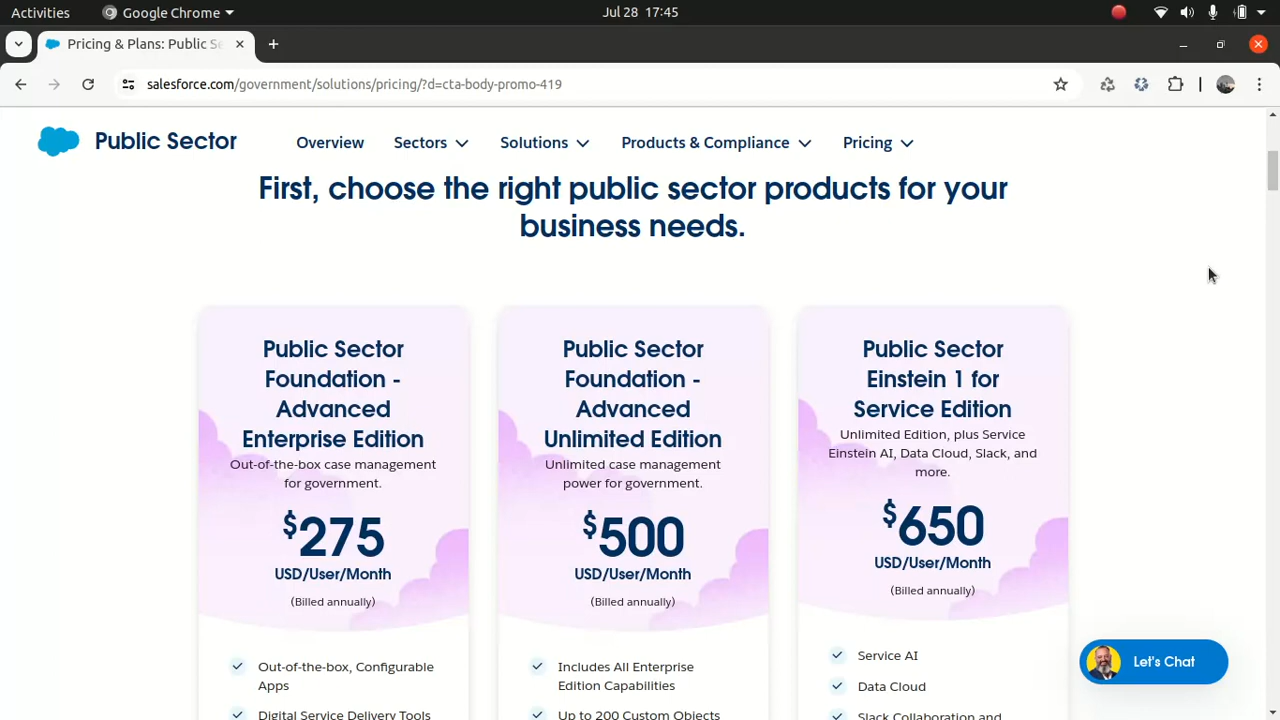 Activities
Google Chrome
Jul 28 17:45
Pricing & Plans: Public Se
salesforce.com/government/solutions/pricing/?d=cta-body-promo-419
Public Sector
Overview
Sectors
Solutions
Products & Compliance
Pricing
First, choose the right public sector products for your
business needs.
Public Sector
Foundation -
Advanced
Enterprise Edition
Out-of-the-box case management
for government.
$275
USD/User/Month
(Billed annually)
Out-of-the-box, Configurable
Apps
Digital Service Delivery Tools
Public Sector
Foundation -
Advanced
Unlimited Edition
Unlimited case management
power for government.
$500
USD/User/Month
(Billed annually)
Includes All Enterprise
Edition Capabilities
Up to 200 Custom Objects
Public Sector
Einstein 1 for
Service Edition
Unlimited Edition, plus Service
Einstein AI, Data Cloud, Slack, and
more.
$650
USD/User/Month
(Billed annually)
Service AI
Data Cloud
Slack Collaboration and
Let's Chat